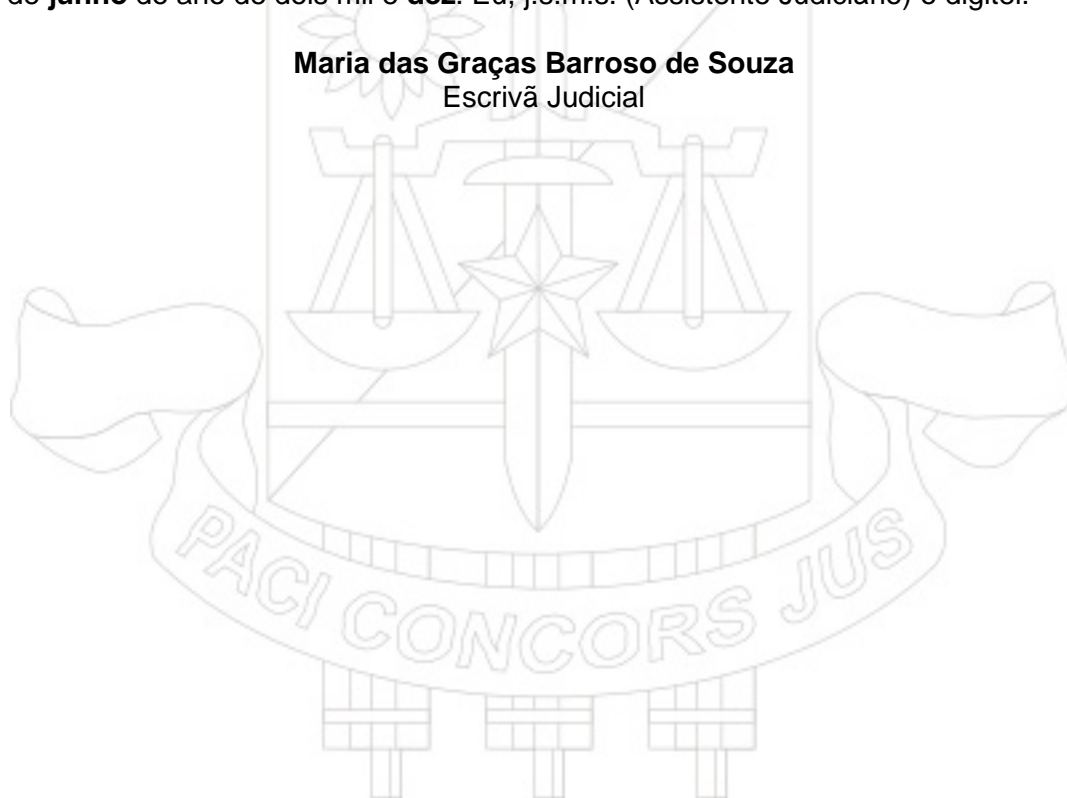 de junho do ano de dois mil e dez. Eu, j.s.m.s. (Assistente Judiciário) o digitei.
Maria das Graças Barroso de Souza
Escrivã Judicial
PACI CONCORS JUS